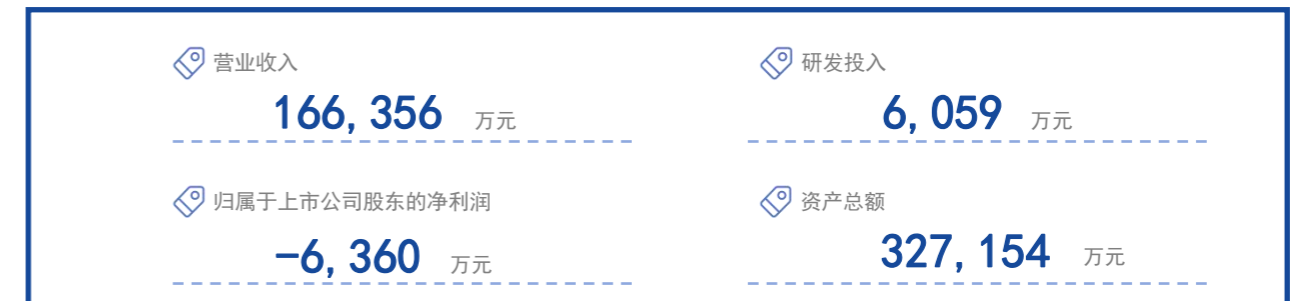 营业收入
166,356 万元
研发投入
6,059 万元
归属于上市公司股东的净利润
-6,360 万元
资产总额
327,154 万元